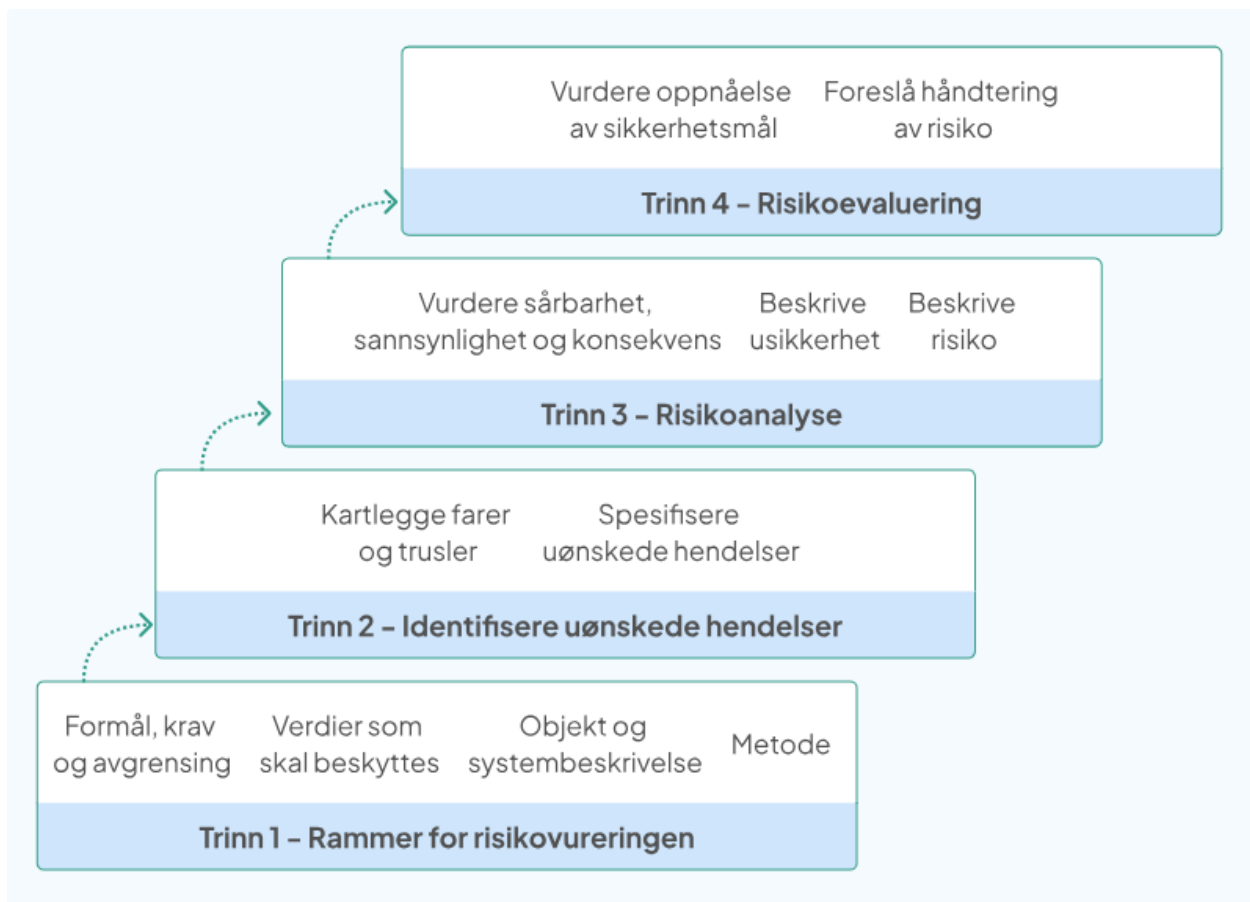 Vurdere oppnåelse
av sikkerhetsmål
Foreslå håndtering
av risiko
Trinn 4 – Risikoevaluering
Vurdere sårbarhet,
sannsynlighet og konsekvens
Beskrive
usikkerhet
Beskrive
risiko
Trinn 3 – Risikoanalyse
Kartlegge farer
og trusler
Spesifisere
uønskede hendelser
Trinn 2 – Identifisere uønskede hendelser
Formål, krav
og avgrensing
Verdier som
skal beskyttes
Objekt og
systembeskrivelse
Metode
Trinn 1 – Rammer for risikovureringen